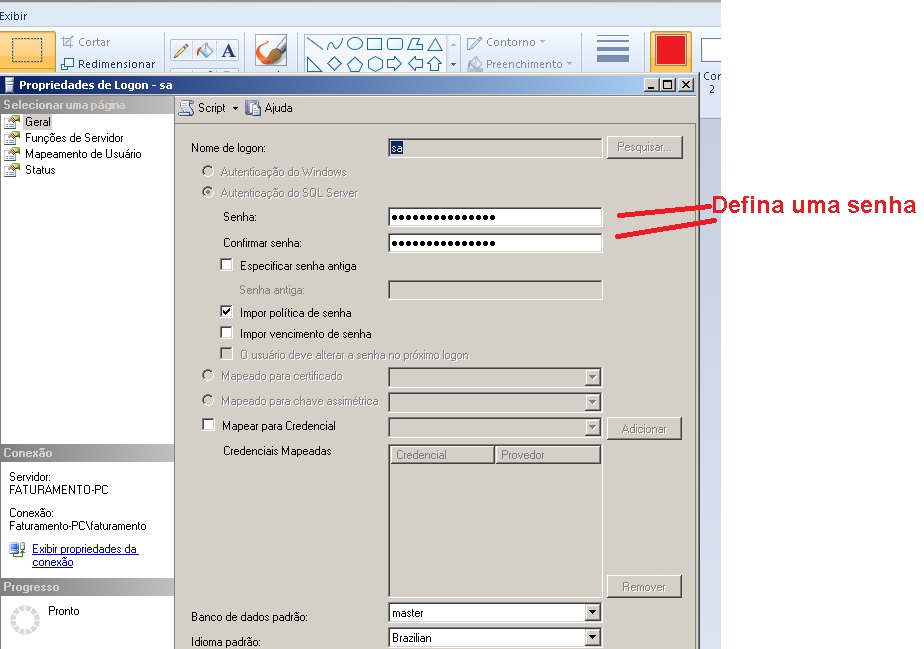 Exibir
Cortar
Redimensionar
A
Contorno
Preenchimento
Cor
2
Propriedades de Logon - sa
Selecionar uma página
Geral
Funções de Servidor
Mapeamento de Usuário
Status
Script
Ajuda
Nome de logon:
sa
Pesquisar...
Autenticação do Windows
Autenticação do SQL Server
Senha:
●●●●●●●●●●●●●●●
Defina uma senha
Confirmar senha:
●●●●●●●●●●●●●●●
Especificar senha antiga
Senha antiga:
Impor política de senha
Impor vencimento de senha
O usuário deve alterar a senha no próximo logon
Mapeado para certificado
Mapeado para chave assimétrica
Mapear para Credencial
Adicionar
Credenciais Mapeadas
Credencial
Provedor
Remover
Banco de dados padrão:
master
Idioma padrão:
Brazilian
Conexão
Servidor:
FATURAMENTO-PC
Conexão:
Faturamento-PC\faturamento
Exibir propriedades da
conexão
Progresso
Pronto